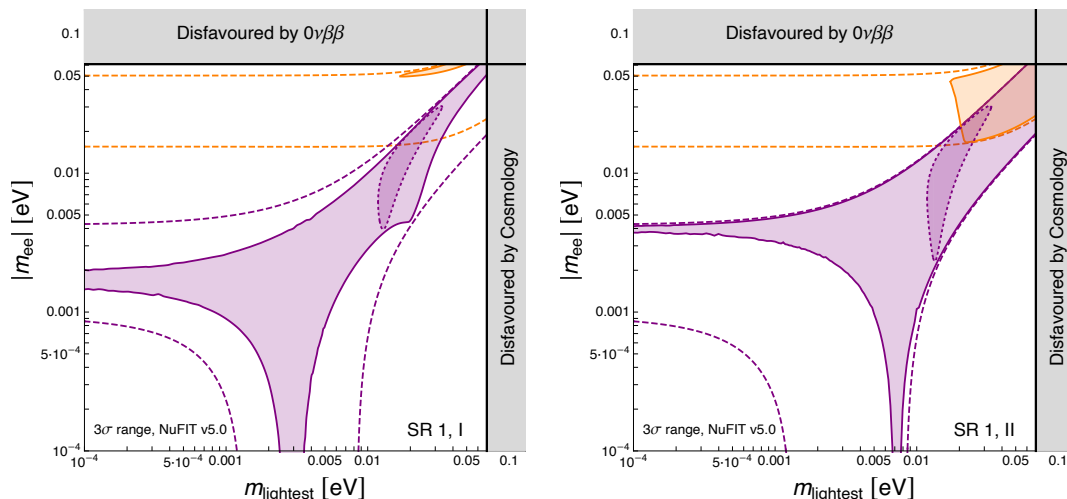 0.1
Disfavoured by 0νββ
0.05
0.01
0.005
0.001
5·10⁻⁴
10⁻⁴
|m_ee| [eV]
3σ range, NuFIT v5.0
SR 1, I
Disfavoured by Cosmology
10⁻⁴
5·10⁻⁴
0.001
0.005
0.01
0.05
0.1
m_lightest [eV]
0.1
Disfavoured by 0νββ
0.05
0.01
0.005
0.001
5·10⁻⁴
10⁻⁴
|m_ee| [eV]
3σ range, NuFIT v5.0
SR 1, II
Disfavoured by Cosmology
10⁻⁴
5·10⁻⁴
0.001
0.005
0.01
0.05
0.1
m_lightest [eV]